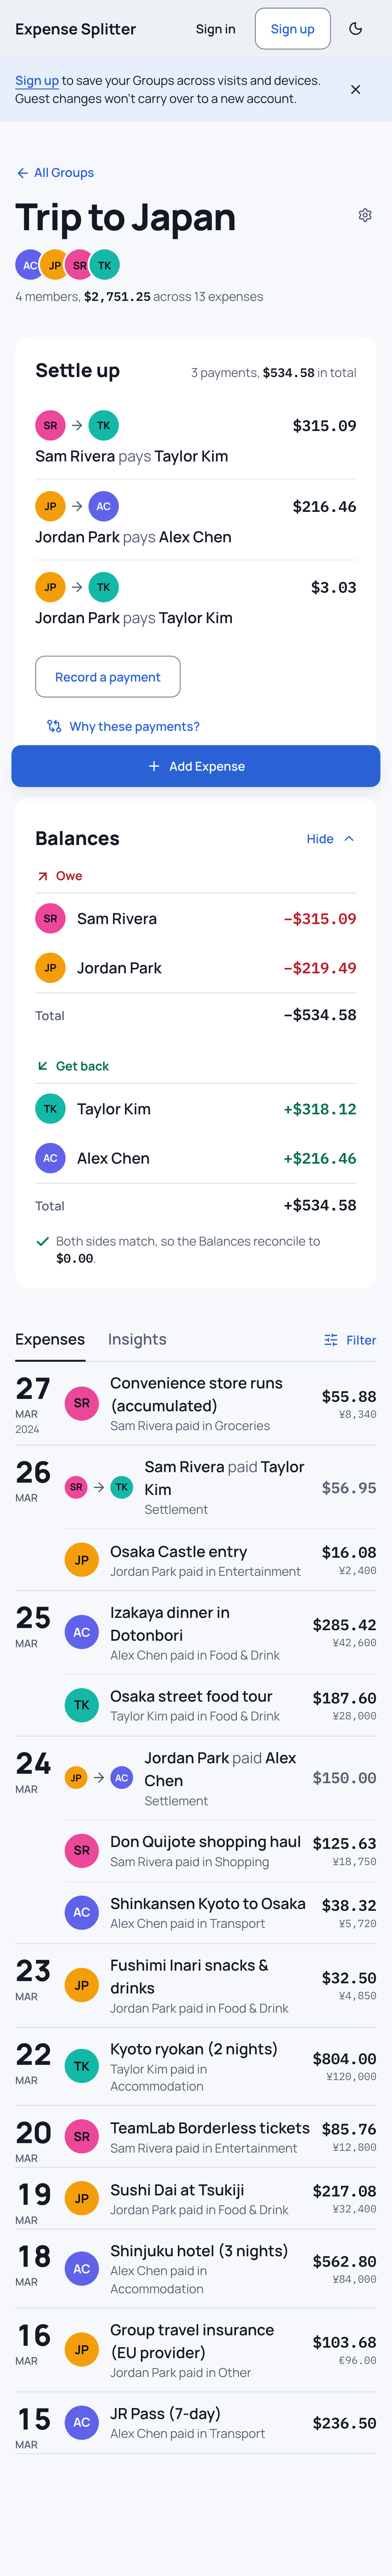 Expense Splitter
Sign in
Sign up
Sign up to save your Groups across visits and devices.
Guest changes won't carry over to a new account.
All Groups
Trip to Japan
AC JP SR TK
4 members, $2,751.25 across 13 expenses
Settle up
3 payments, $534.58 in total
SR → TK $315.09
Sam Rivera pays Taylor Kim
JP → AC $216.46
Jordan Park pays Alex Chen
JP → TK $3.03
Jordan Park pays Taylor Kim
Record a payment
Why these payments?
+ Add Expense
Balances
Hide
Owe
SR Sam Rivera −$315.09
JP Jordan Park −$219.49
Total −$534.58
Get back
TK Taylor Kim +$318.12
AC Alex Chen +$216.46
Total +$534.58
Both sides match, so the Balances reconcile to
$0.00.
Expenses
Insights
Filter
27
MAR
2024
SR
Convenience store runs
(accumulated)
Sam Rivera paid in Groceries
$55.88
¥8,340
26
MAR
SR → TK
Sam Rivera paid Taylor
Kim
Settlement
$56.95
JP
Osaka Castle entry
Jordan Park paid in Entertainment
$16.08
¥2,400
25
MAR
AC
Izakaya dinner in
Dotonbori
Alex Chen paid in Food & Drink
$285.42
¥42,600
TK
Osaka street food tour
Taylor Kim paid in Food & Drink
$187.60
¥28,000
24
MAR
JP → AC
Jordan Park paid Alex
Chen
Settlement
$150.00
SR
Don Quijote shopping haul
Sam Rivera paid in Shopping
$125.63
¥18,750
AC
Shinkansen Kyoto to Osaka
Alex Chen paid in Transport
$38.32
¥5,720
23
MAR
JP
Fushimi Inari snacks &
drinks
Jordan Park paid in Food & Drink
$32.50
¥4,850
22
MAR
TK
Kyoto ryokan (2 nights)
Taylor Kim paid in
Accommodation
$804.00
¥120,000
20
MAR
SR
TeamLab Borderless tickets
Sam Rivera paid in Entertainment
$85.76
¥12,800
19
MAR
JP
Sushi Dai at Tsukiji
Jordan Park paid in Food & Drink
$217.08
¥32,400
18
MAR
AC
Shinjuku hotel (3 nights)
Alex Chen paid in
Accommodation
$562.80
¥84,000
16
MAR
JP
Group travel insurance
(EU provider)
Jordan Park paid in Other
$103.68
€96.00
15
MAR
AC
JR Pass (7-day)
Alex Chen paid in Transport
$236.50